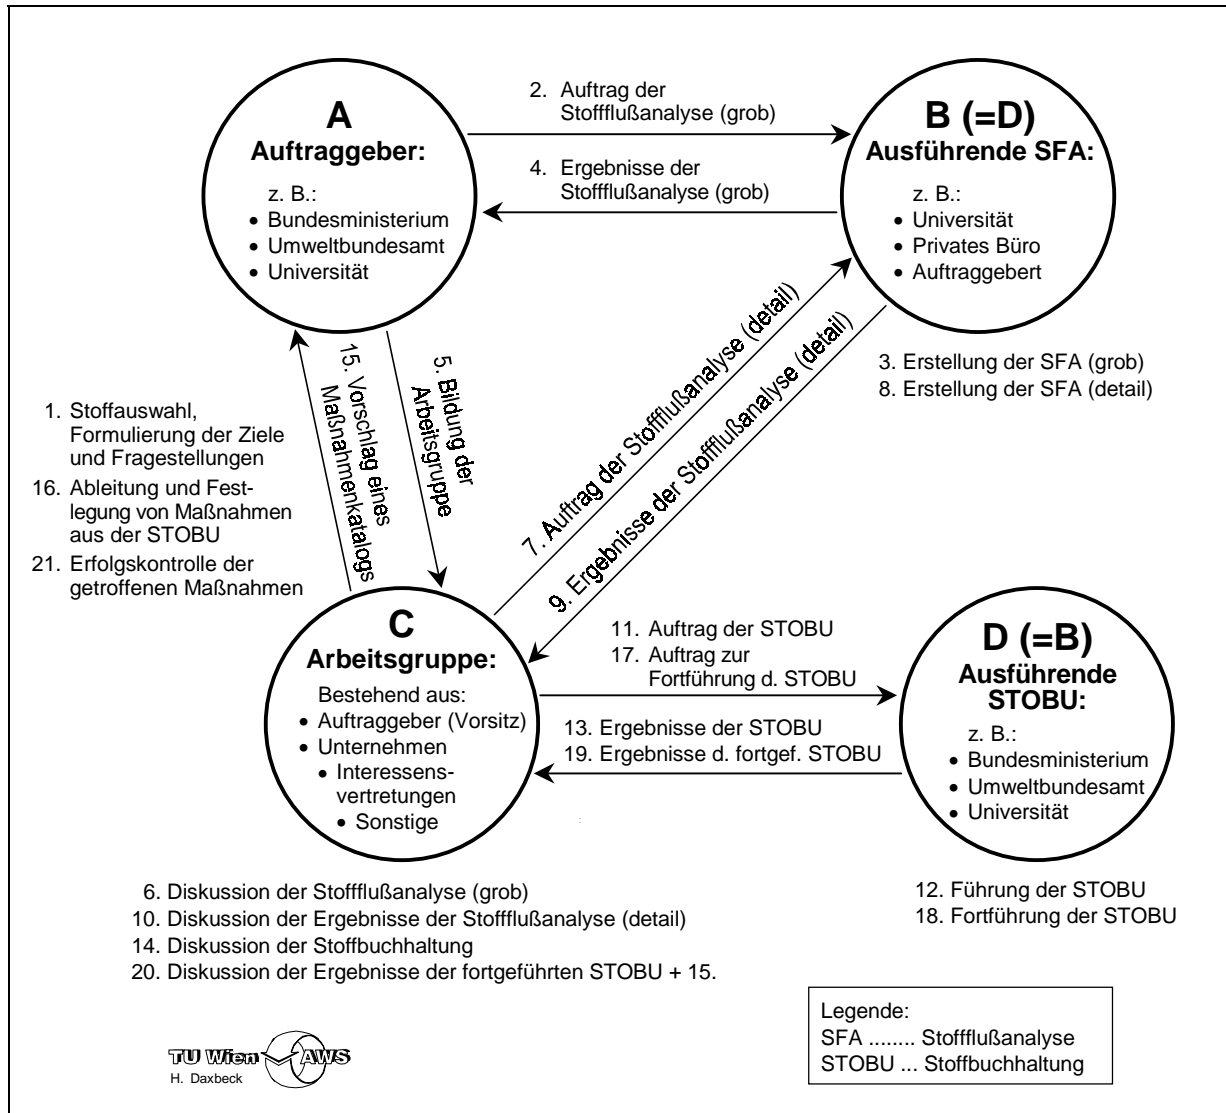 A
Auftraggeber:
z. B.:
• Bundesministerium
• Umweltbundesamt
• Universität
2. Auftrag der
Stoffflußanalyse (grob)
4. Ergebnisse der
Stoffflußanalyse (grob)
B (=D)
Ausführende SFA:
z. B.:
• Universität
• Privates Büro
• Auftraggebert
3. Erstellung der SFA (grob)
8. Erstellung der SFA (detail)
1. Stoffauswahl,
Formulierung der Ziele
und Fragestellungen
16. Ableitung und Fest-
legung von Maßnahmen
aus der STOBU
21. Erfolgskontrolle der
getroffenen Maßnahmen
15. Vorschlag eines
Maßnahmenkatalogs
5. Bildung der
Arbeitsgruppe
7. Auftrag der Stoffflußanalyse (detail)
9. Ergebnisse der Stoffflußanalyse (detail)
C
Arbeitsgruppe:
Bestehend aus:
• Auftraggeber (Vorsitz)
• Unternehmen
• Interessens-
vertretungen
• Sonstige
11. Auftrag der STOBU
17. Auftrag zur
Fortführung d. STOBU
13. Ergebnisse der STOBU
19. Ergebnisse d. fortgef. STOBU
D (=B)
Ausführende
STOBU:
z. B.:
• Bundesministerium
• Umweltbundesamt
• Universität
12. Führung der STOBU
18. Fortführung der STOBU
6. Diskussion der Stoffflußanalyse (grob)
10. Diskussion der Ergebnisse der Stoffflußanalyse (detail)
14. Diskussion der Stoffbuchhaltung
20. Diskussion der Ergebnisse der fortgeführten STOBU + 15.
Legende:
SFA ........ Stoffflußanalyse
STOBU ... Stoffbuchhaltung
TU Wien AWS
H. Daxbeck